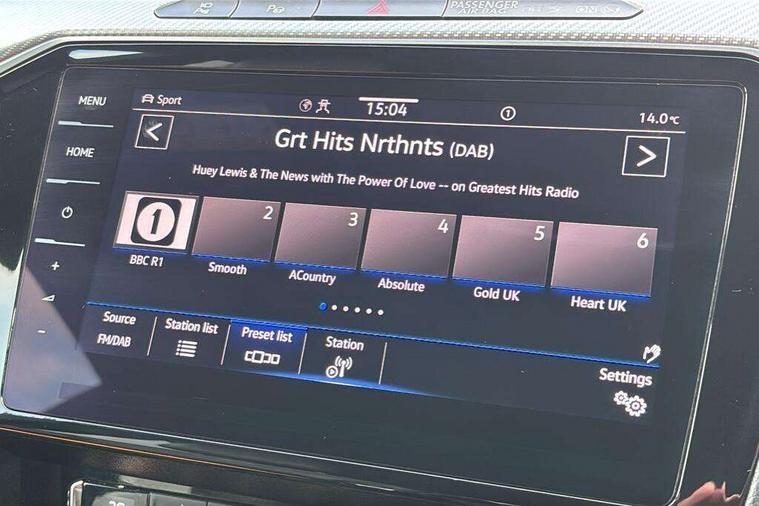 PASSENGER
AIR BAG
MENU
HOME
+
-
Sport
15:04
1
14.0°C
<
Grt Hits Nrthnts (DAB)
>
Huey Lewis & The News with The Power Of Love -- on Greatest Hits Radio
1 2 3 4 5 6
BBC R1 Smooth ACountry Absolute Gold UK Heart UK
Source Station list Preset list Station Settings
FM/DAB